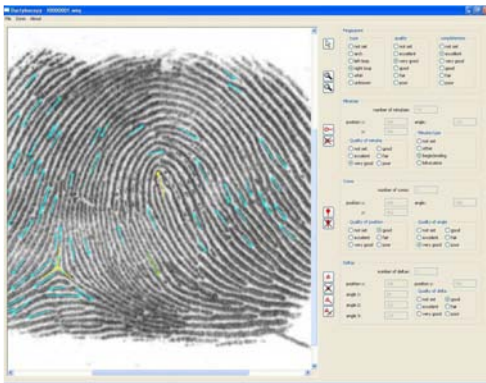 Dactyloscopy
File Zoom About
Fingerprint
type
quality
completeness
not set
not set
not set
arch
excellent
excellent
left loop
very good
very good
right loop
good
good
other
fair
fair
unknown
poor
poor
Minutiae
number of minutiae:
position x:
angle:
y:
Quality of minutia
Minutia type
not set
good
not set
excellent
fair
other
very good
poor
begin/ending
bifurcation
Cores
number of cores:
position x:
angle:
y:
Quality of position
Quality of angle
not set
good
not set
good
excellent
fair
excellent
fair
very good
poor
very good
poor
Deltas
number of deltas:
position x:
position y:
angle 1:
Quality of delta
not set
good
angle 2:
excellent
fair
angle 3:
very good
poor